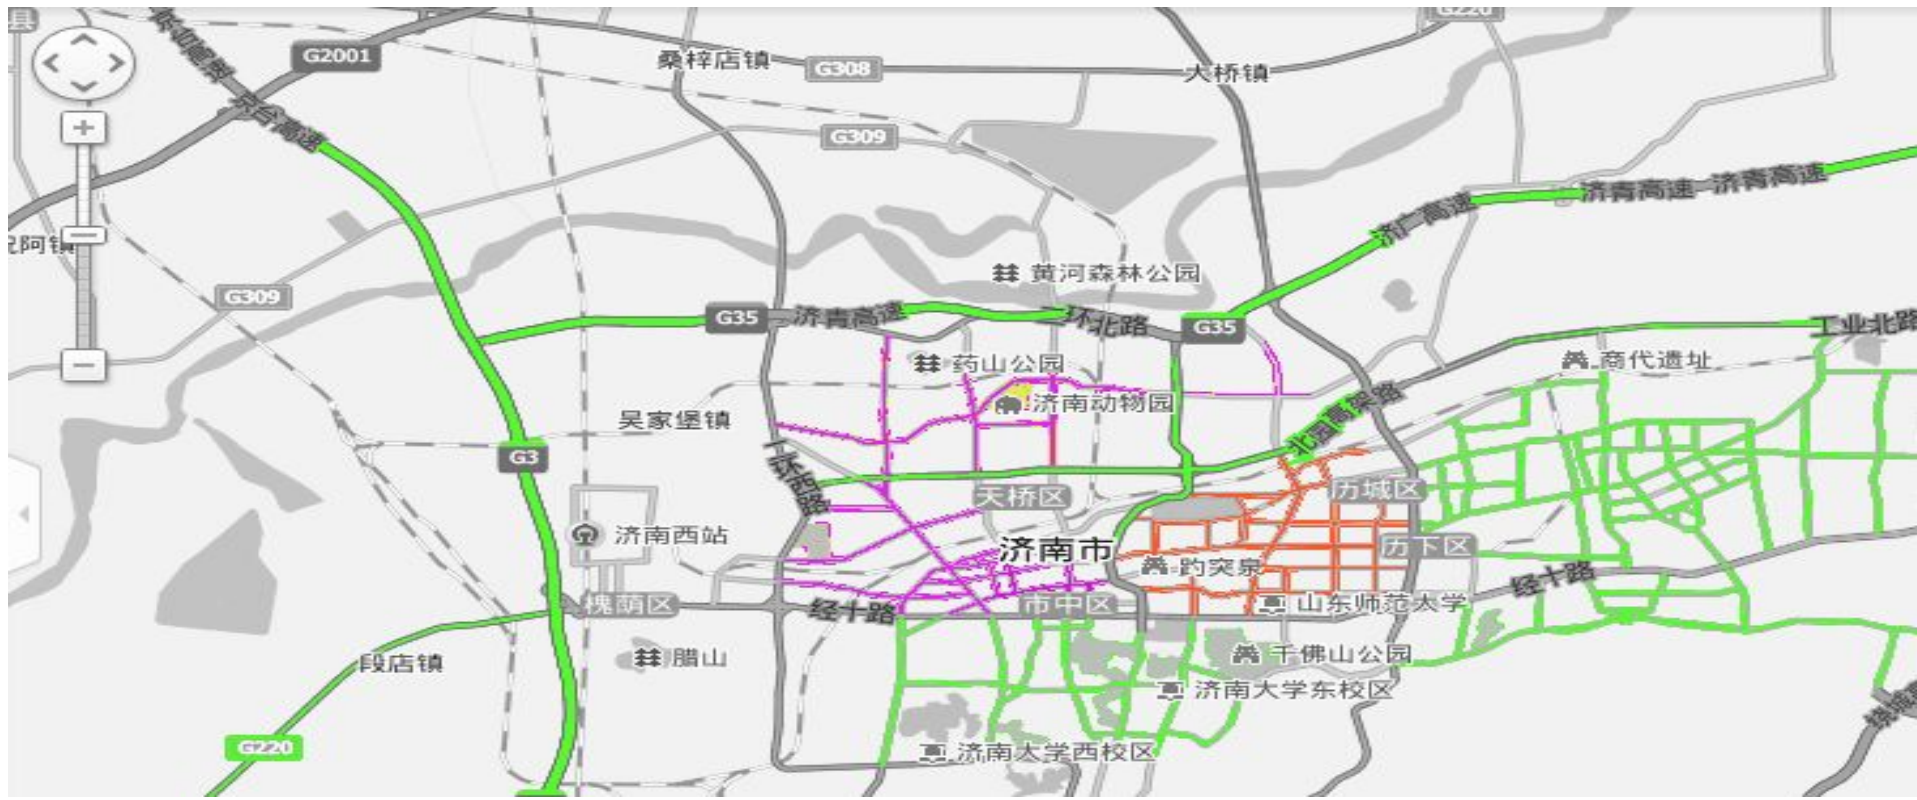 县
G220
G2001
桑梓店镇
G308
大桥镇
京台高速
G309
济青高速
济青高速
济广高速
黄河森林公园
G309
G35
济青高速
二环北路
G35
工业北路
药山公园
商代遗址
济南动物园
北园高架路
吴家堡镇
G3
二环西路
天桥区
历城区
济南西站
济南市
历下区
趵突泉
经十路
槐荫区
经十路
市中区
山东师范大学
段店镇
腊山
千佛山公园
济南大学东校区
G220
济南大学西校区